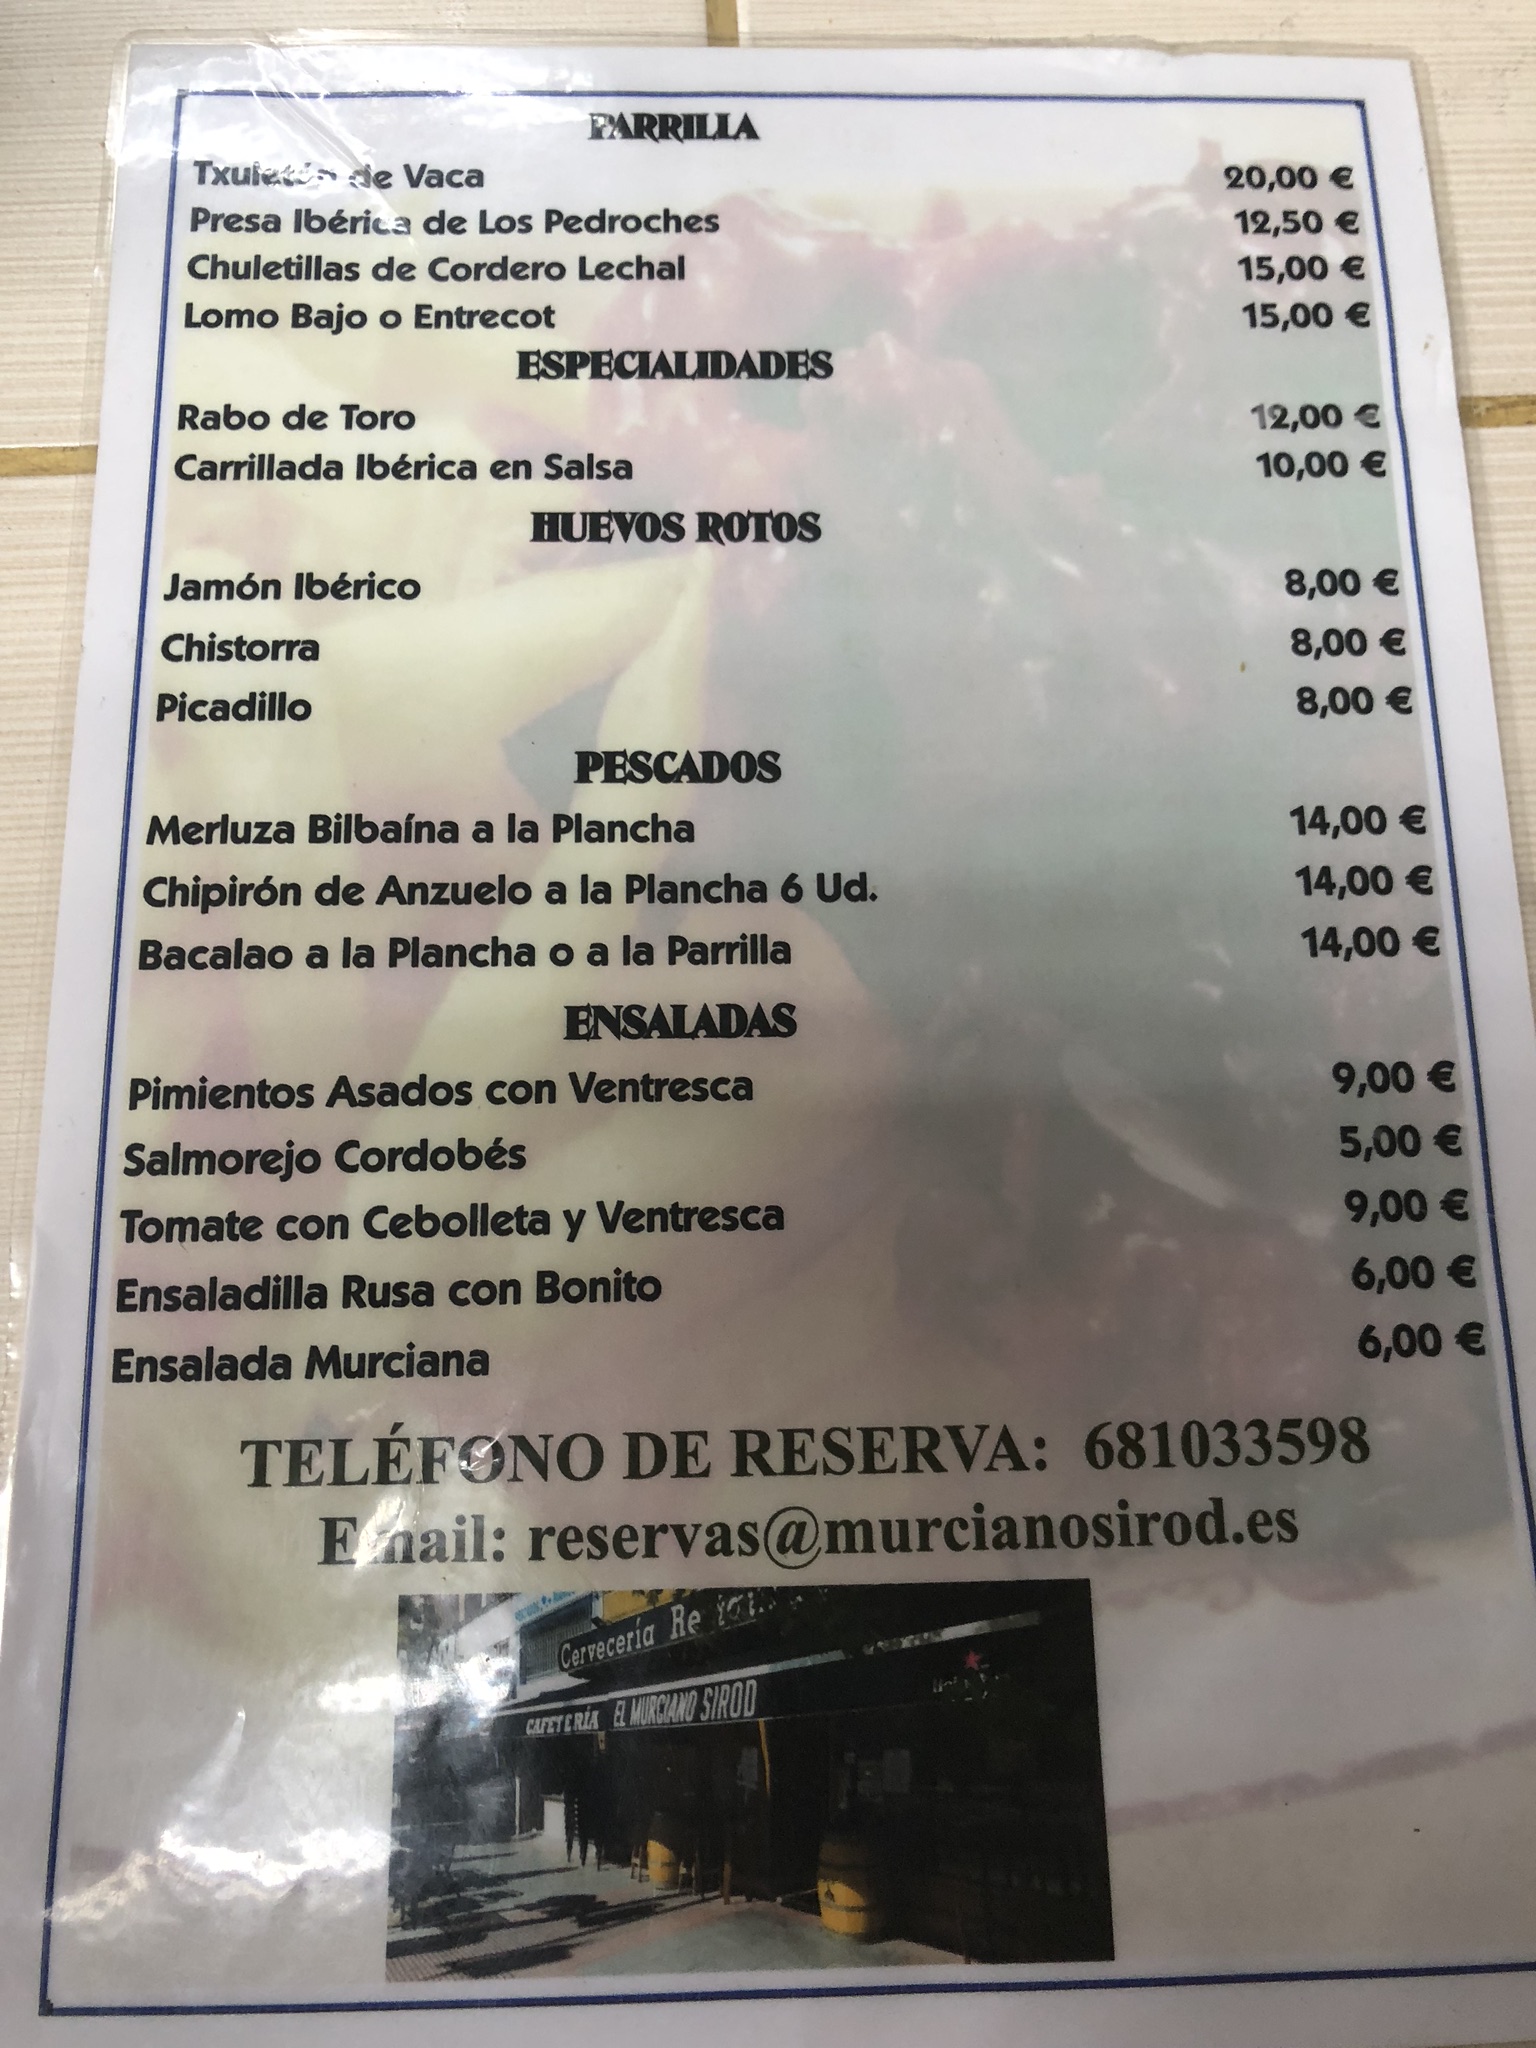 PARRILLA
Txuletón de Vaca 20,00 €
Presa Ibérica de Los Pedroches 12,50 €
Chuletillas de Cordero Lechal 15,00 €
Lomo Bajo o Entrecot 15,00 €
ESPECIALIDADES
Rabo de Toro 12,00 €
Carrillada Ibérica en Salsa 10,00 €
HUEVOS ROTOS
Jamón Ibérico 8,00 €
Chistorra 8,00 €
Picadillo 8,00 €
PESCADOS
Merluza Bilbaína a la Plancha 14,00 €
Chipirón de Anzuelo a la Plancha 6 Ud. 14,00 €
Bacalao a la Plancha o a la Parrilla 14,00 €
ENSALADAS
Pimientos Asados con Ventresca 9,00 €
Salmorejo Cordobés 5,00 €
Tomate con Cebolleta y Ventresca 9,00 €
Ensaladilla Rusa con Bonito 6,00 €
Ensalada Murciana 6,00 €
TELÉFONO DE RESERVA: 681033598
Email: reservas@murcianosirod.es
Cervecería
CAFETERÍA EL MURCIANO SIROD